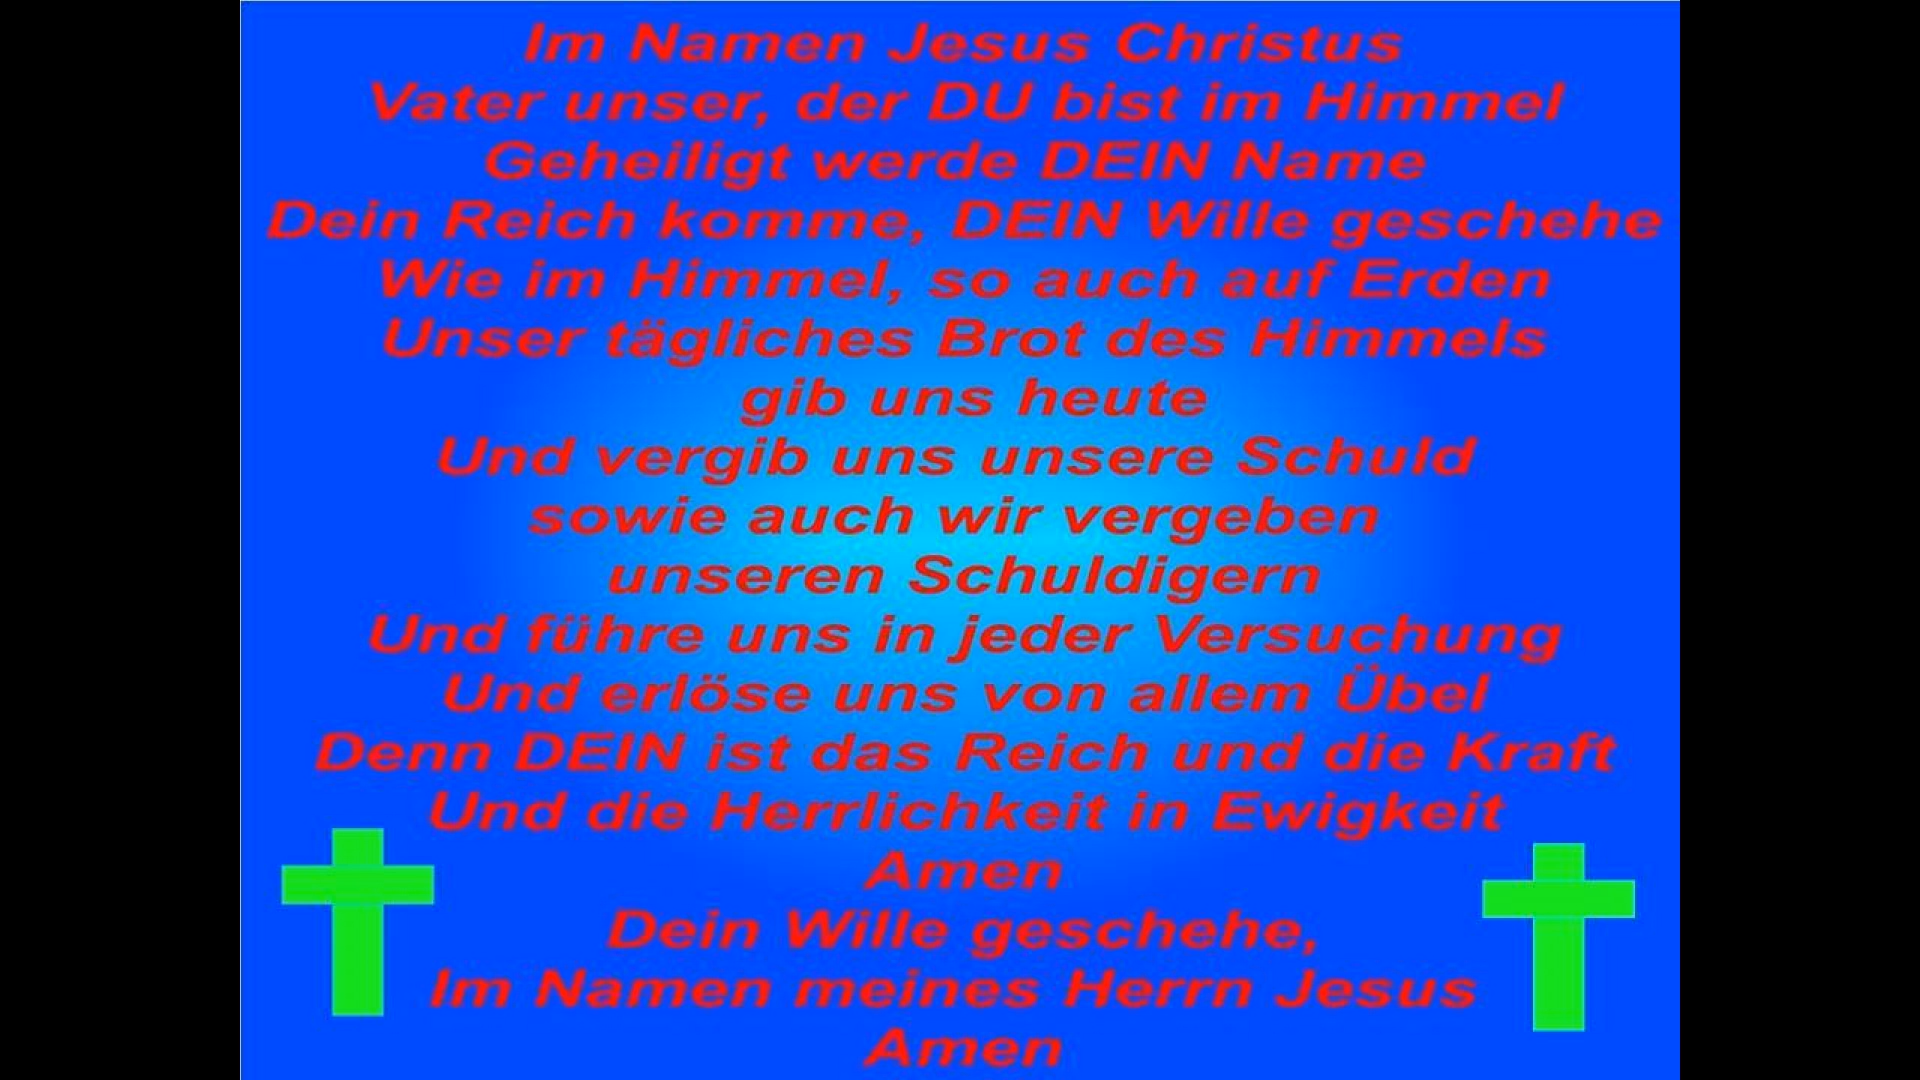 Im Namen Jesus Christus
Vater unser, der DU bist im Himmel
Geheiligt werde DEIN Name
Dein Reich komme, DEIN Wille geschehe
Wie im Himmel, so auch auf Erden
Unser tägliches Brot des Himmels
gib uns heute
Und vergib uns unsere Schuld
sowie auch wir vergeben
unseren Schuldigern
Und führe uns in jeder Versuchung
Und erlöse uns von allem Übel
Denn DEIN ist das Reich und die Kraft
Und die Herrlichkeit in Ewigkeit
Amen
Dein Wille geschehe,
Im Namen meines Herrn Jesus
Amen